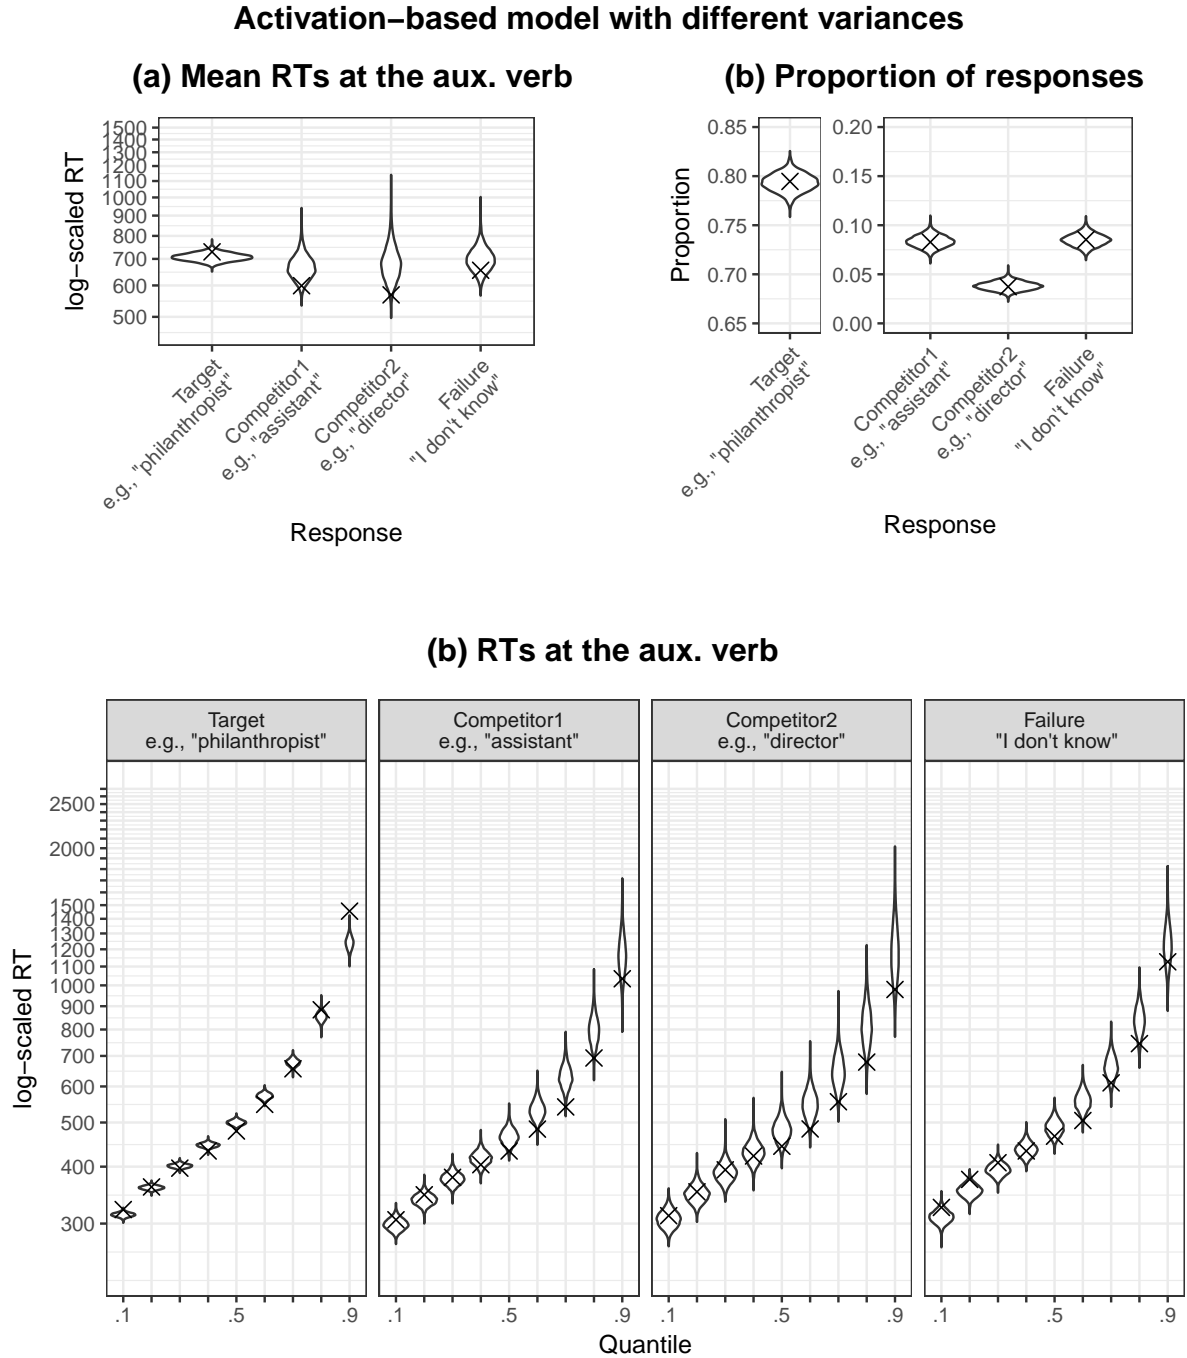 Activation−based model with different variances
(a) Mean RTs at the aux. verb
(b) Proportion of responses
log−scaled RT
1500
1400
1300
1200
1100
1000
900
800
700
600
500
Target
e.g., "philanthropist"
Competitor1
e.g., "assistant"
Competitor2
e.g., "director"
Failure
"I don't know"
Response
Proportion
0.85
0.80
0.75
0.70
0.65
0.20
0.15
0.10
0.05
0.00
Target
e.g., "philanthropist"
Competitor1
e.g., "assistant"
Competitor2
e.g., "director"
Failure
"I don't know"
Response
(b) RTs at the aux. verb
Target
e.g., "philanthropist"
Competitor1
e.g., "assistant"
Competitor2
e.g., "director"
Failure
"I don't know"
log−scaled RT
2500
2000
1500
1400
1300
1200
1100
1000
900
800
700
600
500
400
300
.1 .5 .9
.1 .5 .9
.1 .5 .9
.1 .5 .9
Quantile